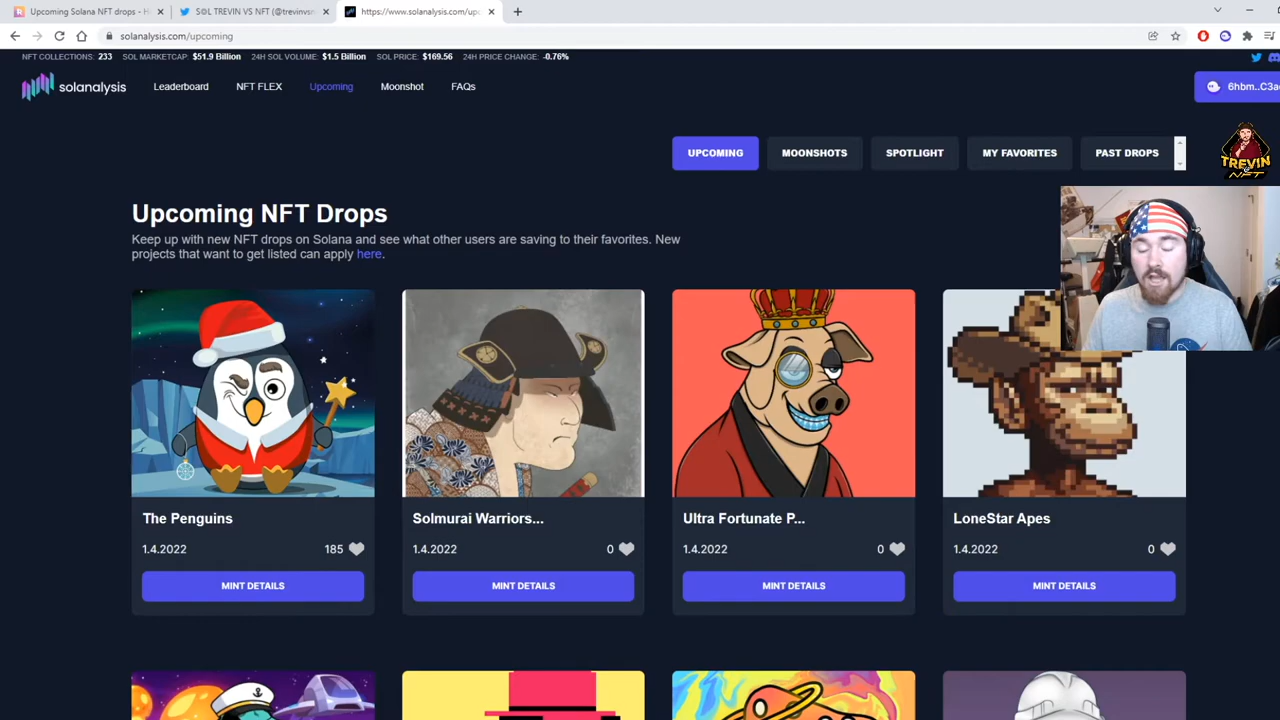 Upcoming Solana NFT drops - H
S◎L TREVIN VS NFT (@trevinvsn
https://www.solanalysis.com/upc
solanalysis.com/upcoming
NFT COLLECTIONS: 233 SOL MARKETCAP: $51.9 Billion 24H SOL VOLUME: $1.5 Billion SOL PRICE: $169.56 24H PRICE CHANGE: -0.76%
solanalysis Leaderboard NFT FLEX Upcoming Moonshot FAQs 6hbm..C3a
UPCOMING MOONSHOTS SPOTLIGHT MY FAVORITES PAST DROPS
TREVIN
NFT
Upcoming NFT Drops
Keep up with new NFT drops on Solana and see what other users are saving to their favorites. New
projects that want to get listed can apply here.
The Penguins Solmurai Warriors... Ultra Fortunate P... LoneStar Apes
1.4.2022 185 1.4.2022 0 1.4.2022 0 1.4.2022 0
MINT DETAILS MINT DETAILS MINT DETAILS MINT DETAILS